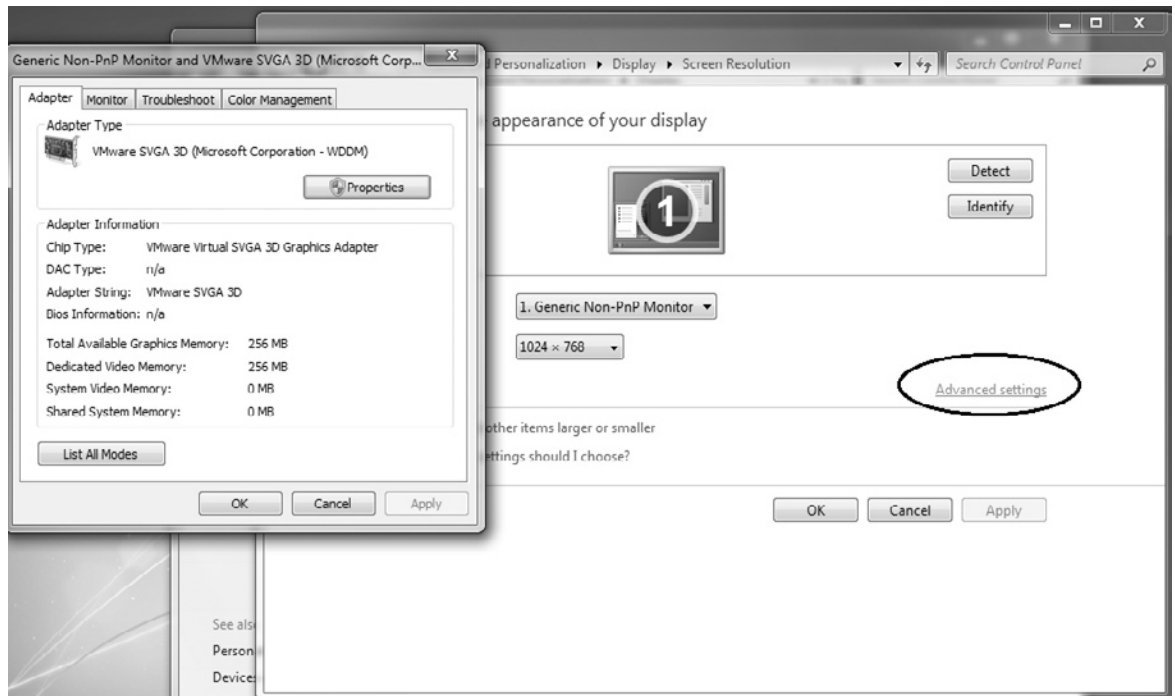 Generic Non-PnP Monitor and VMware SVGA 3D (Microsoft Corp...
Adapter
Monitor
Troubleshoot
Color Management
Adapter Type
VMware SVGA 3D (Microsoft Corporation - WDDM)
Properties
Adapter Information
Chip Type: VMware Virtual SVGA 3D Graphics Adapter
DAC Type: n/a
Adapter String: VMware SVGA 3D
Bios Information: n/a
Total Available Graphics Memory: 256 MB
Dedicated Video Memory: 256 MB
System Video Memory: 0 MB
Shared System Memory: 0 MB
List All Modes
OK
Cancel
Apply
d Personalization ▸ Display ▸ Screen Resolution
Search Control Panel
appearance of your display
1
Detect
Identify
1. Generic Non-PnP Monitor
1024 × 768
Advanced settings
other items larger or smaller
ettings should I choose?
OK
Cancel
Apply
See also
Person
Device